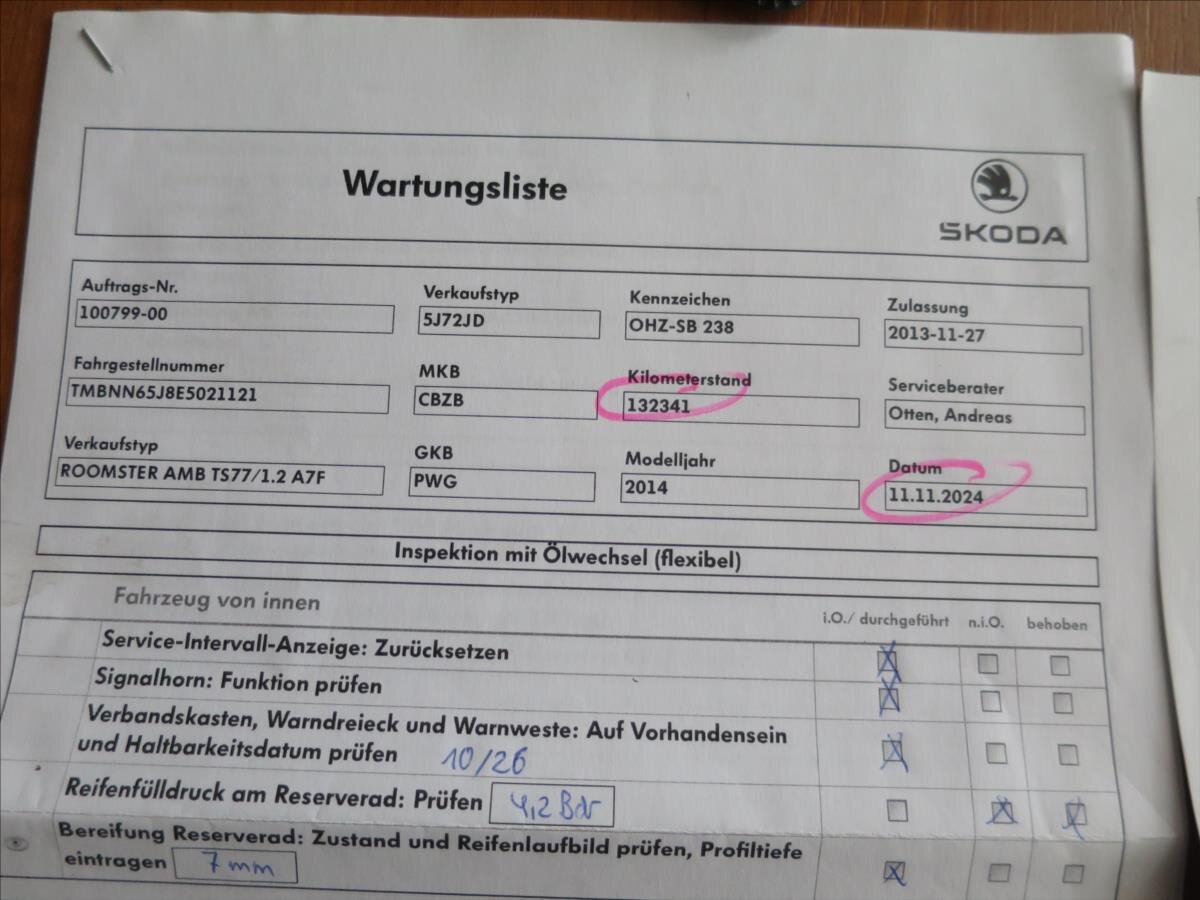 Wartungsliste
SKODA
Auftrags-Nr. Verkaufstyp Kennzeichen Zulassung
100799-00 5J72JD OHZ-SB 238 2013-11-27
Fahrgestellnummer MKB Kilometerstand Serviceberater
TMBNN65J8E5021121 CBZB 132341 Otten, Andreas
Verkaufstyp GKB Modelljahr Datum
ROOMSTER AMB TS77/1.2 A7F PWG 2014 11.11.2024
Inspektion mit Ölwechsel (flexibel)
Fahrzeug von innen i.O./ durchgeführt n.i.O. behoben
Service-Intervall-Anzeige: Zurücksetzen
Signalhorn: Funktion prüfen
Verbandskasten, Warndreieck und Warnweste: Auf Vorhandensein
und Haltbarkeitsdatum prüfen 10/26
Reifenfülldruck am Reserverad: Prüfen 4,2 Bar
Bereifung Reserverad: Zustand und Reifenlaufbild prüfen, Profiltiefe
eintragen 7 mm